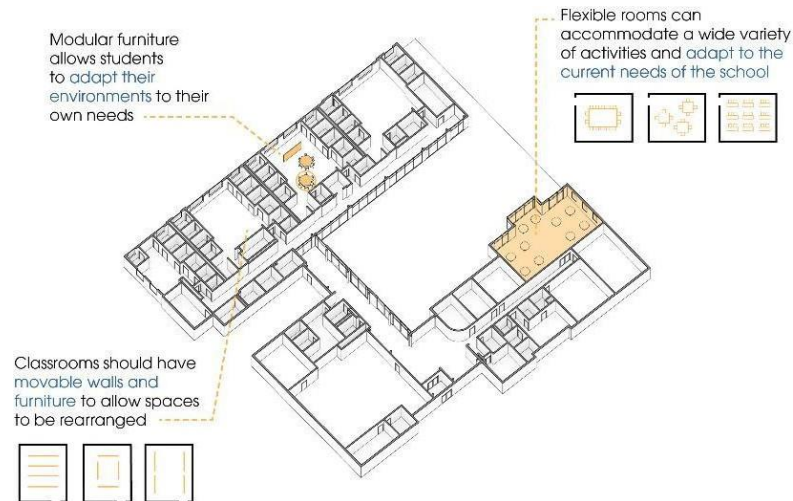 Modular furniture
allows students
to adapt their
environments to their
own needs
Flexible rooms can
accommodate a wide variety
of activities and adapt to the
current needs of the school
Classrooms should have
movable walls and
furniture to allow spaces
to be rearranged